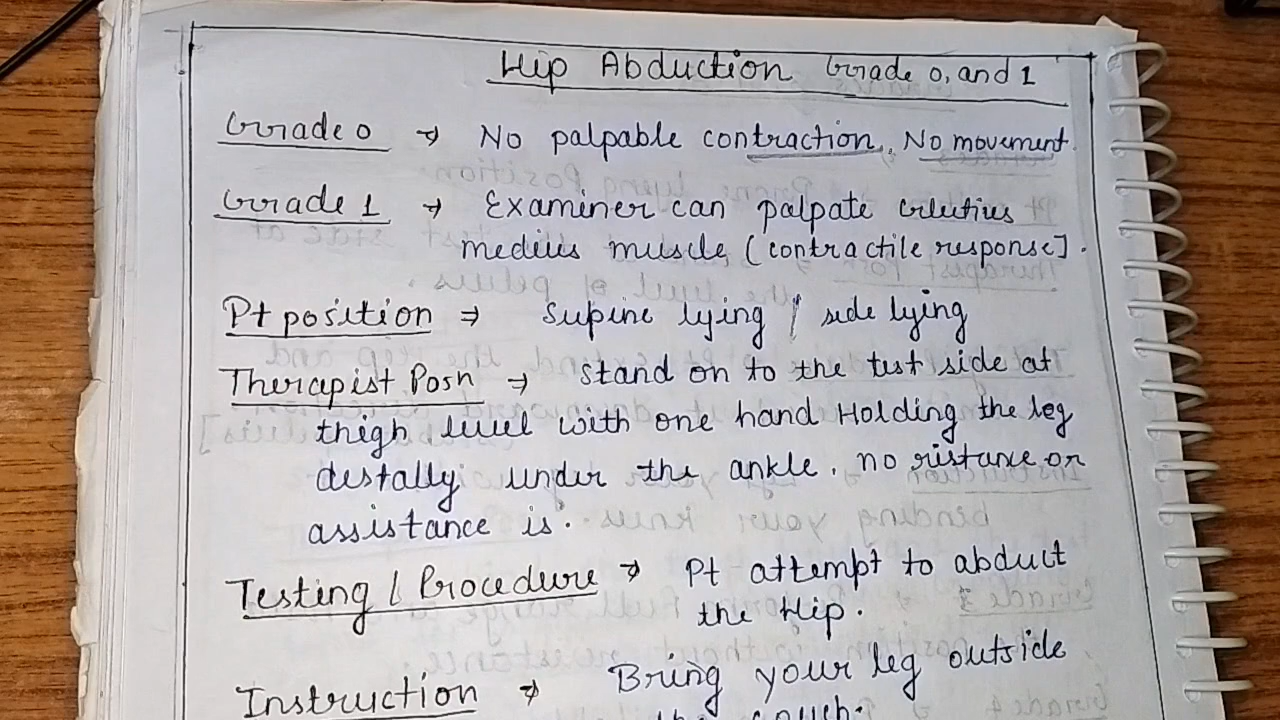 Hip Abduction Grade 0, and 1
Grade 0 → No palpable contraction. No movement.
Grade 1 → Examiner can palpate Glutius
medius muscle (contractile response].
Pt position ⇒ Supine lying / side lying
Therapist Posn → Stand on to the test side at
thigh level with one hand Holding the leg
distally under the ankle. no ristance or
assistance is.
Testing / Procedure → Pt attempt to abduct
the Hip.
Instruction → Bring your leg outside
the couch.